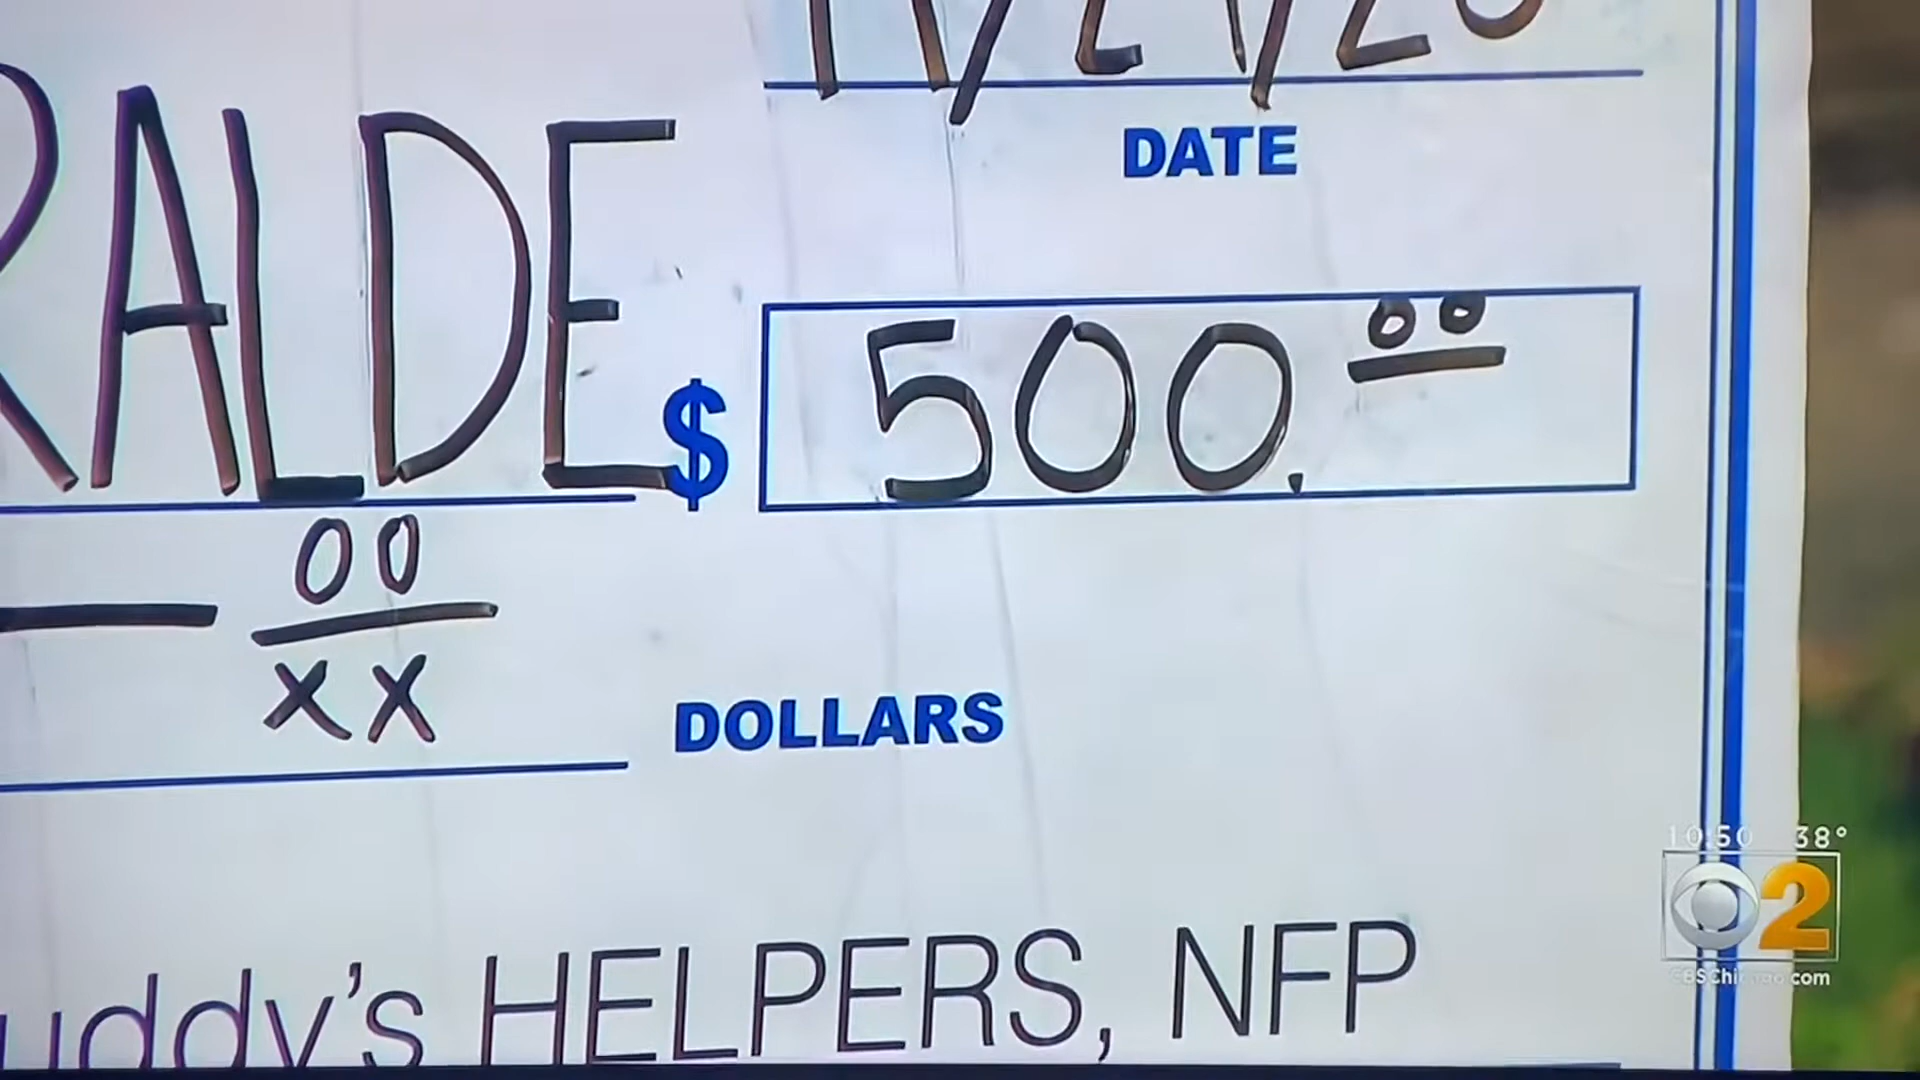 DATE
RALDE $ 500.00
00
XX
DOLLARS
uddy's HELPERS, NFP
10:50 38°
2
CBSChicago.com